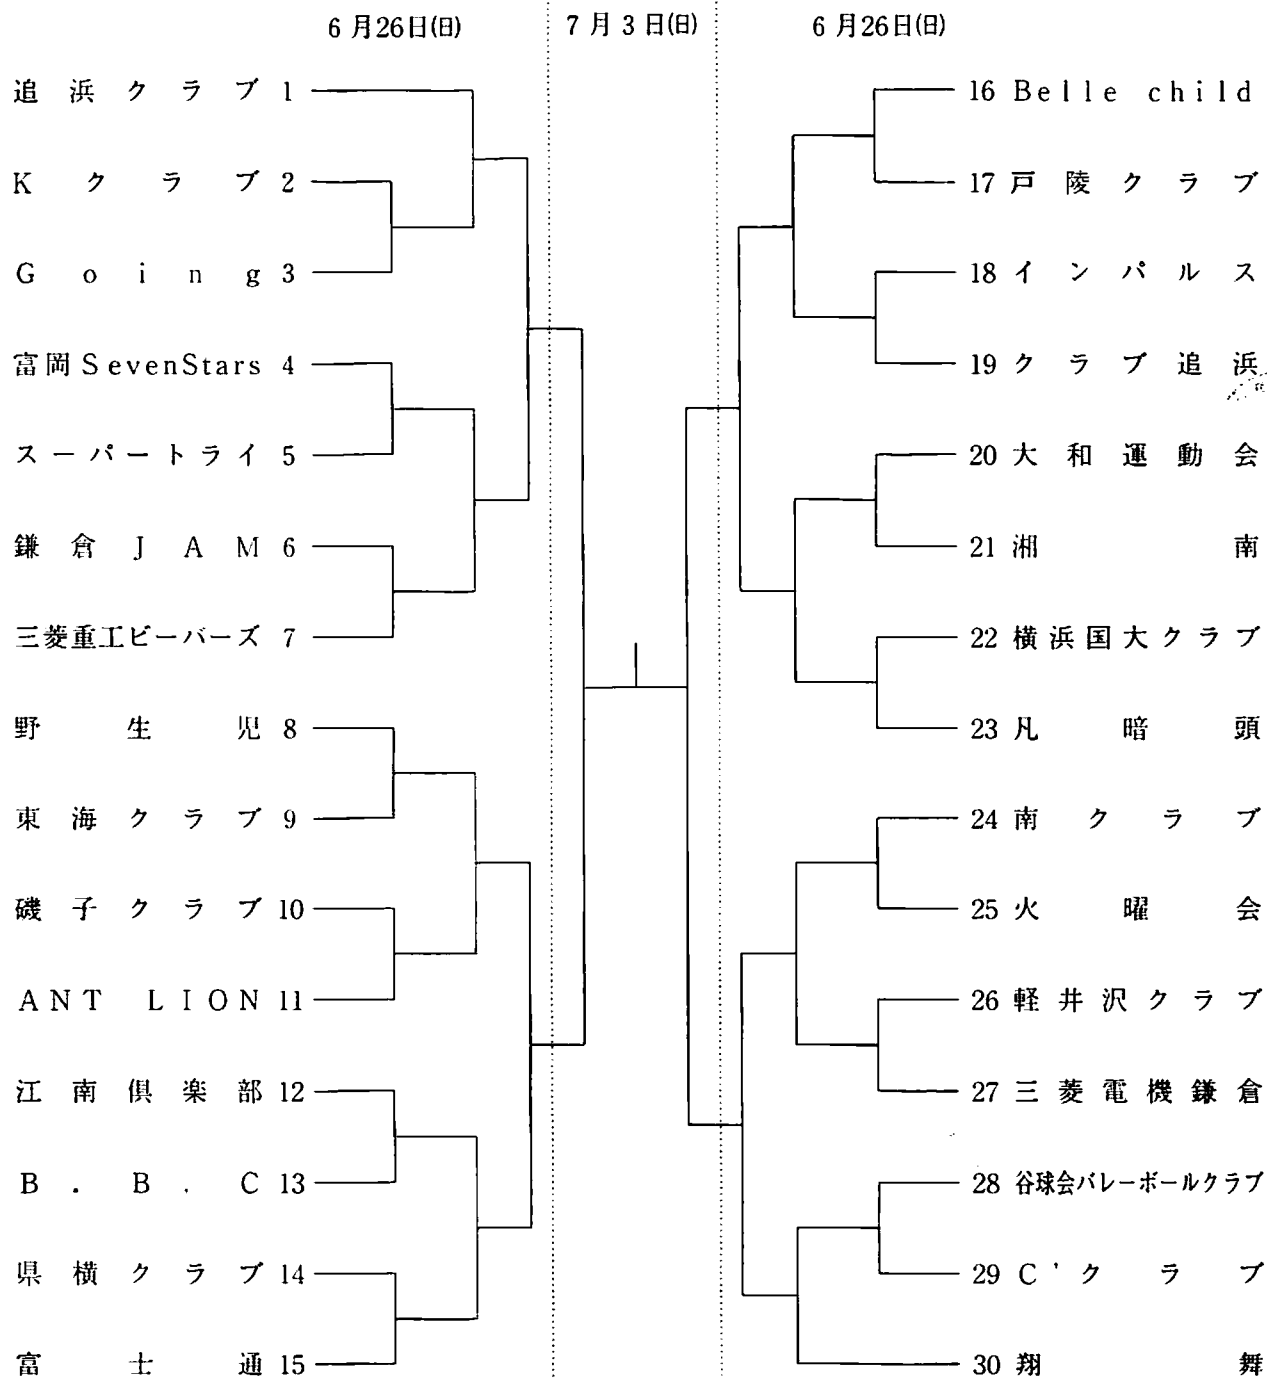 6月26日(日) 7月3日(日) 6月26日(日)
追浜クラブ 1
Kクラブ 2
Going 3
富岡SevenStars 4
スーパートライ 5
鎌倉JAM 6
三菱重工ビーバーズ 7
野生児 8
東海クラブ 9
磯子クラブ 10
ANT LION 11
江南倶楽部 12
B.B.C 13
県横クラブ 14
富士通 15
16 Belle child
17 戸陵クラブ
18 インパルス
19 クラブ追浜
20 大和運動会
21 湘南
22 横浜国大クラブ
23 凡暗頭
24 南クラブ
25 火曜会
26 軽井沢クラブ
27 三菱電機鎌倉
28 谷球会バレーボールクラブ
29 C'クラブ
30 翔舞